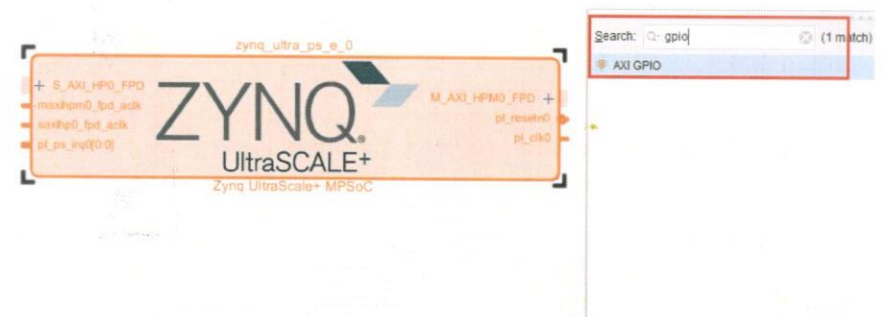 zynq_ultra_ps_e_0
S_AXI_HP0_FPD
maxihpm0_fpd_aclk
saxihp0_fpd_aclk
pl_ps_irq0[0:0]
ZYNQ®
UltraSCALE+
M_AXI_HPM0_FPD
pl_resetn0
pl_clk0
Zynq UltraScale+ MPSoC
Search: gpio (1 match)
AXI GPIO